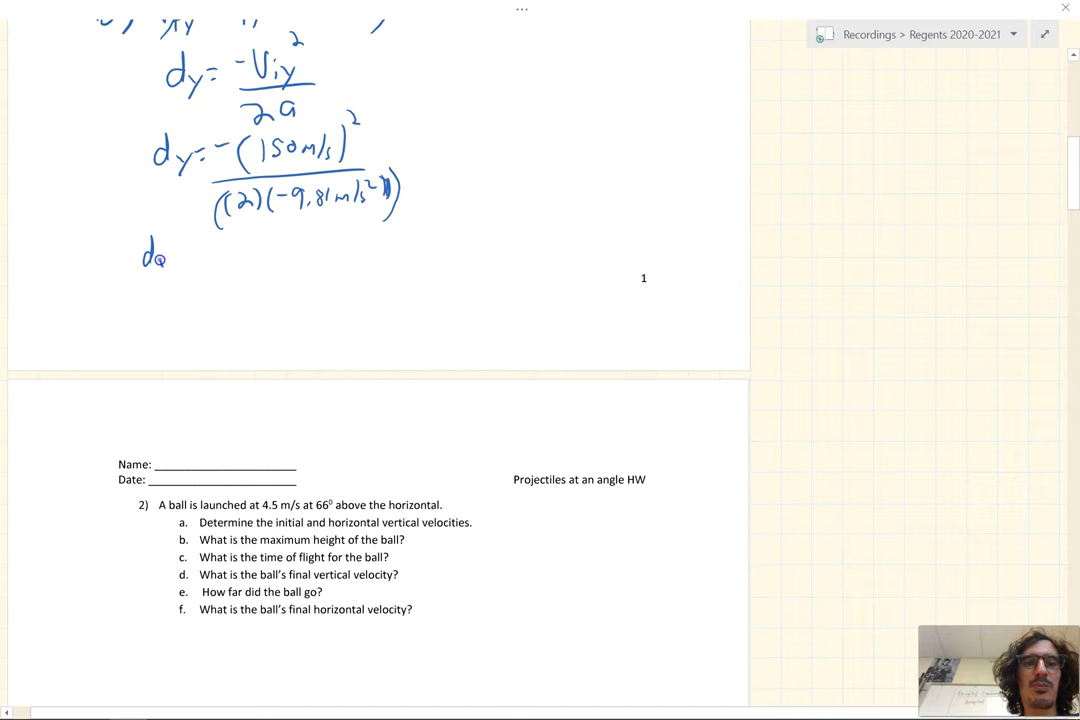 Recordings > Regents 2020-2021
dy = -Viy²
2a
dy = -(150 m/s)²
((2)(-9.81 m/s²))
d
1
Name: ______________________
Date: ______________________
Projectiles at an angle HW
2) A ball is launched at 4.5 m/s at 66⁰ above the horizontal.
a. Determine the initial and horizontal vertical velocities.
b. What is the maximum height of the ball?
c. What is the time of flight for the ball?
d. What is the ball’s final vertical velocity?
e. How far did the ball go?
f. What is the ball’s final horizontal velocity?